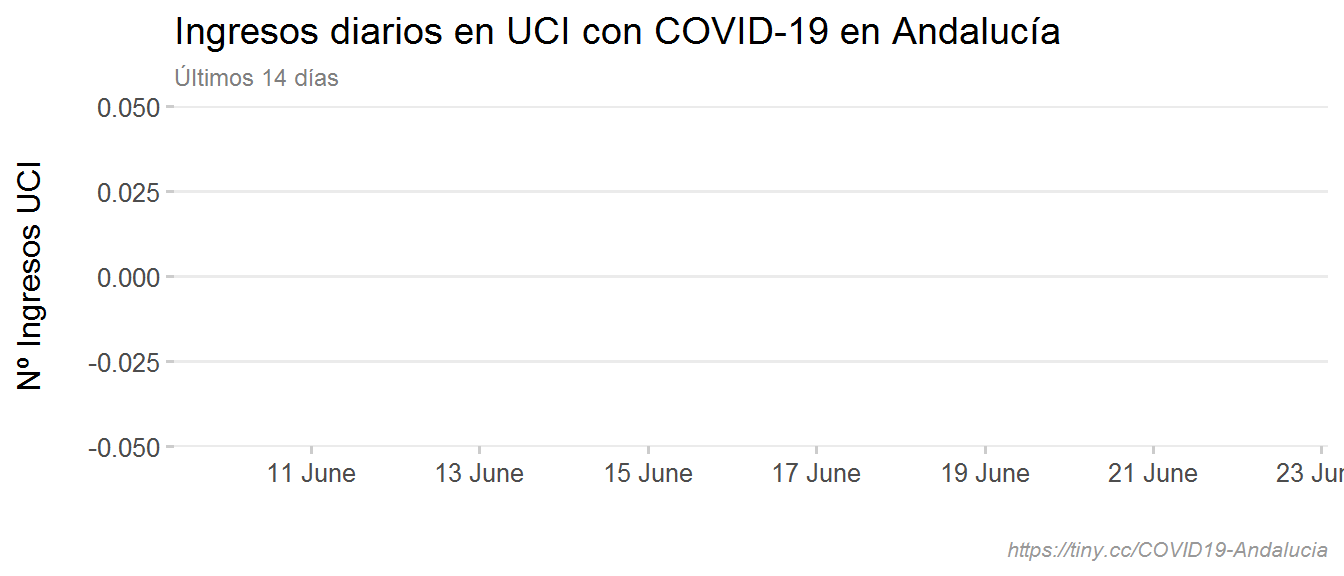 Ingresos diarios en UCI con COVID-19 en Andalucía
Últimos 14 días
Nº Ingresos UCI
0.050
0.025
0.000
-0.025
-0.050
11 June 13 June 15 June 17 June 19 June 21 June 23 Jun
https://tiny.cc/COVID19-Andalucia